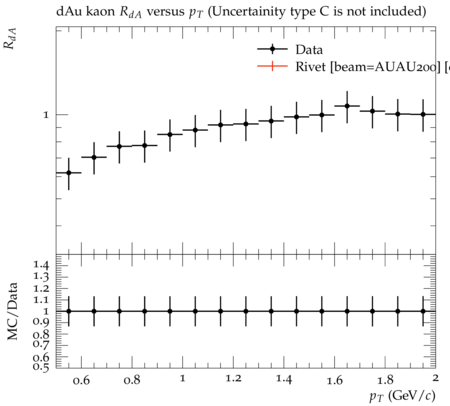 dAu kaon R_dA versus p_T (Uncertainity type C is not included)
R_dA
Data
Rivet [beam=AUAU200] [
1
MC/Data
1.4
1.3
1.2
1.1
1
0.9
0.8
0.7
0.6
0.5
0.6 0.8 1 1.2 1.4 1.6 1.8 2
p_T (GeV/c)